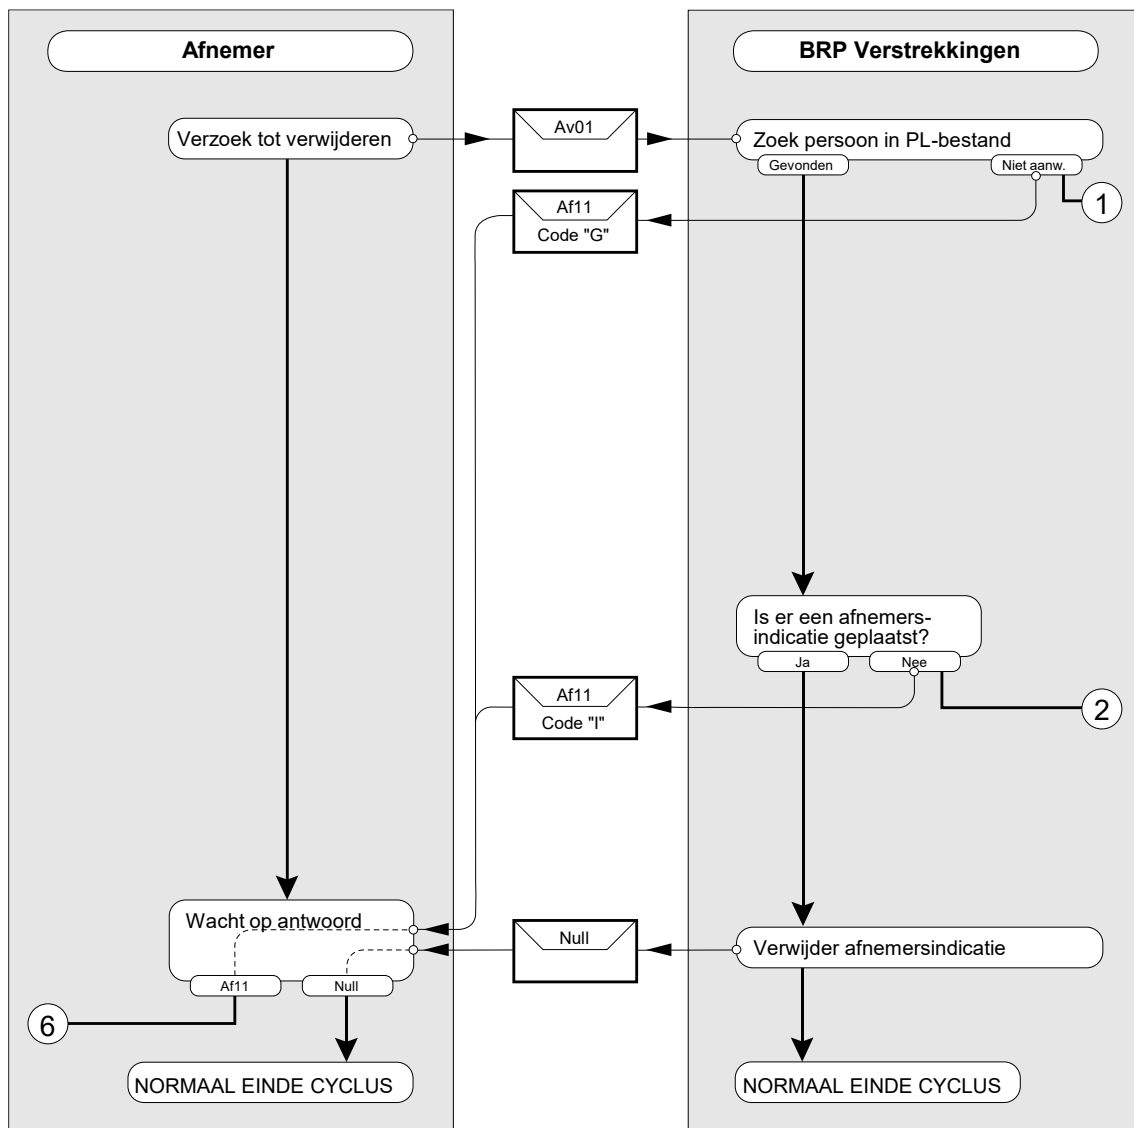 Afnemer
BRP Verstrekkingen
Verzoek tot verwijderen
Av01
Zoek persoon in PL-bestand
Gevonden
Niet aanw.
1
Af11
Code "G"
Is er een afnemers-
indicatie geplaatst?
Ja
Nee
2
Af11
Code "I"
Wacht op antwoord
Af11
Null
Null
Verwijder afnemersindicatie
6
NORMAAL EINDE CYCLUS
NORMAAL EINDE CYCLUS